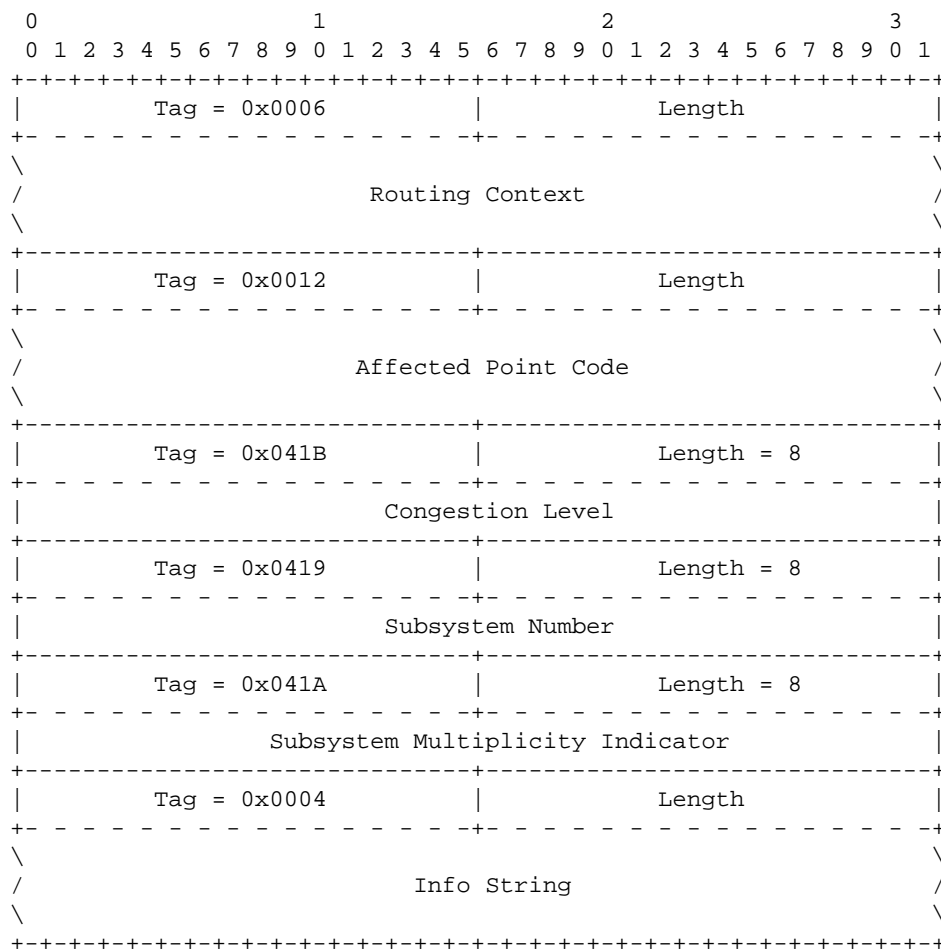 0                   1                   2                   3
 0 1 2 3 4 5 6 7 8 9 0 1 2 3 4 5 6 7 8 9 0 1 2 3 4 5 6 7 8 9 0 1
+-+-+-+-+-+-+-+-+-+-+-+-+-+-+-+-+-+-+-+-+-+-+-+-+-+-+-+-+-+-+-+-+
|         Tag = 0x0006          |            Length             |
+- - - - - - - - - - - - - - - -+- - - - - - - - - - - - - - - -+
\                                                               \
/                        Routing Context                        /
\                                                               \
+-------------------------------+-------------------------------+
|         Tag = 0x0012          |            Length             |
+- - - - - - - - - - - - - - - -+- - - - - - - - - - - - - - - -+
\                                                               \
/                       Affected Point Code                     /
\                                                               \
+-------------------------------+-------------------------------+
|         Tag = 0x041B          |            Length = 8         |
+- - - - - - - - - - - - - - - -+- - - - - - - - - - - - - - - -+
|                         Congestion Level                      |
+-------------------------------+-------------------------------+
|         Tag = 0x0419          |            Length = 8         |
+- - - - - - - - - - - - - - - -+- - - - - - - - - - - - - - - -+
|                         Subsystem Number                      |
+-------------------------------+-------------------------------+
|         Tag = 0x041A          |            Length = 8         |
+- - - - - - - - - - - - - - - -+- - - - - - - - - - - - - - - -+
|                 Subsystem Multiplicity Indicator              |
+-------------------------------+-------------------------------+
|         Tag = 0x0004          |            Length             |
+- - - - - - - - - - - - - - - -+- - - - - - - - - - - - - - - -+
\                                                               \
/                           Info String                         /
\                                                               \
+-+-+-+-+-+-+-+-+-+-+-+-+-+-+-+-+-+-+-+-+-+-+-+-+-+-+-+-+-+-+-+-+